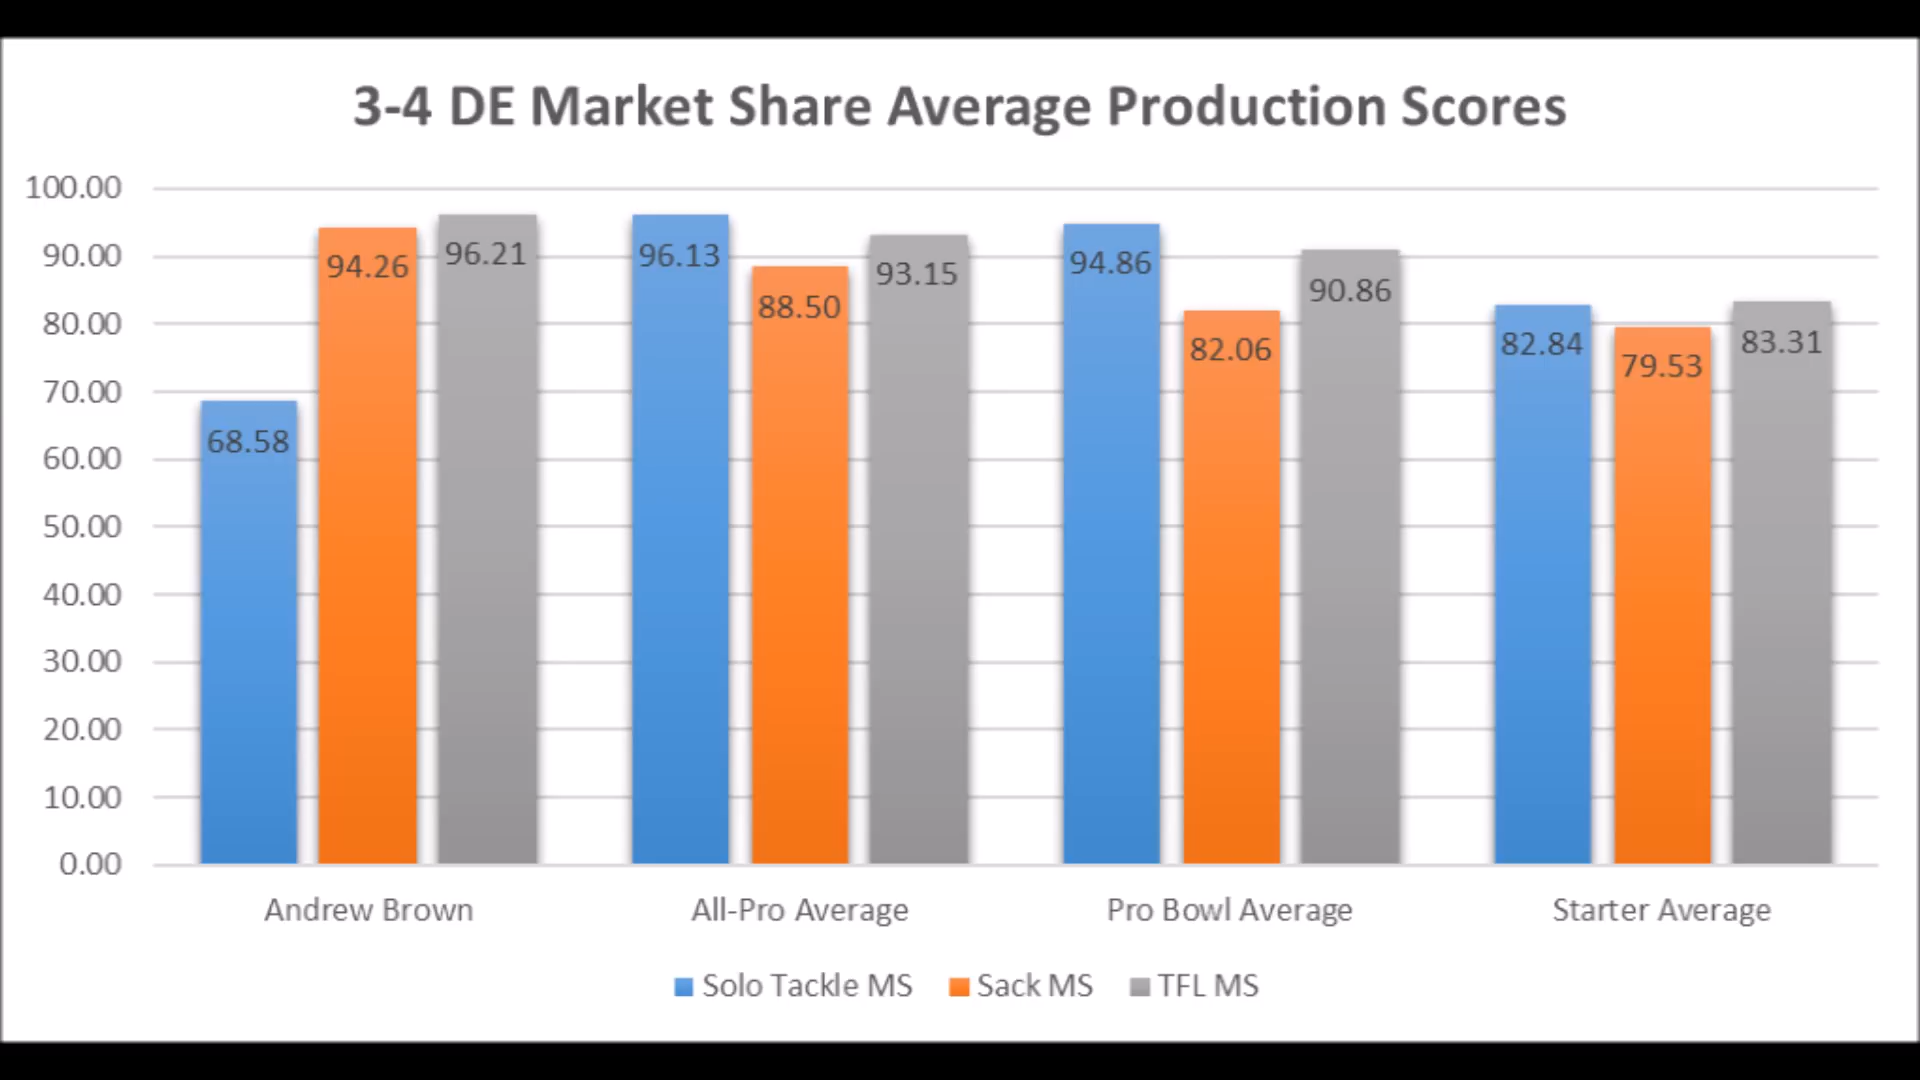 3-4 DE Market Share Average Production Scores
100.00
90.00
80.00
70.00
60.00
50.00
40.00
30.00
20.00
10.00
0.00
68.58
94.26
96.21
96.13
88.50
93.15
94.86
82.06
90.86
82.84
79.53
83.31
Andrew Brown
All-Pro Average
Pro Bowl Average
Starter Average
Solo Tackle MS
Sack MS
TFL MS